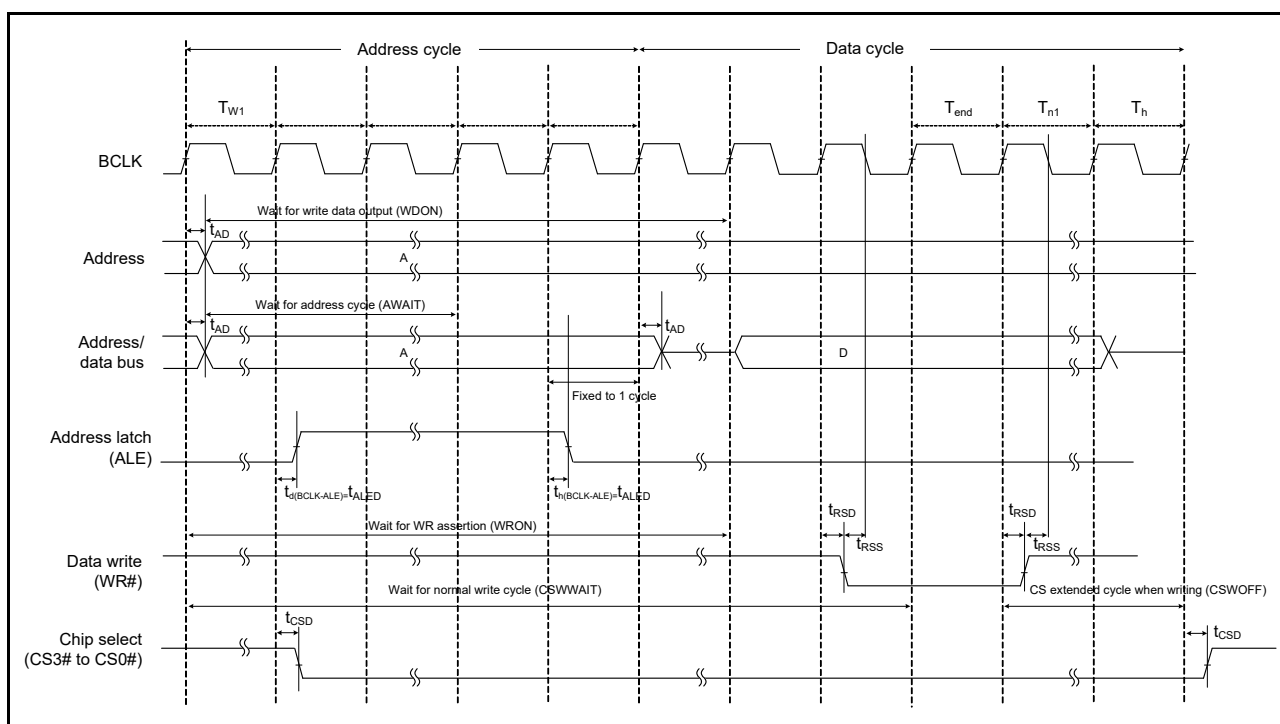 Address cycle Data cycle
TW1 Tend Tn1 Th
BCLK
Wait for write data output (WDON)
tAD
Address
A
Wait for address cycle (AWAIT)
tAD tAD
Address/
data bus
A D
Fixed to 1 cycle
Address latch
(ALE)
td(BCLK-ALE)=tALED th(BCLK-ALE)=tALED
tRSD tRSD
Wait for WR assertion (WRON)
tRSS tRSS
Data write
(WR#)
Wait for normal write cycle (CSWWAIT) CS extended cycle when writing (CSWOFF)
tCSD tCSD
Chip select
(CS3# to CS0#)